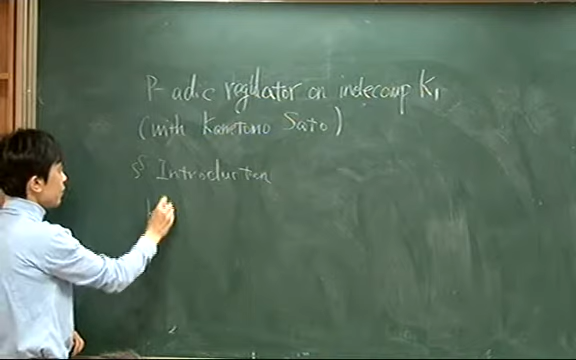 P-adic regulator on indecomp K1
(with Kanetomo Sato)
§ Introduction